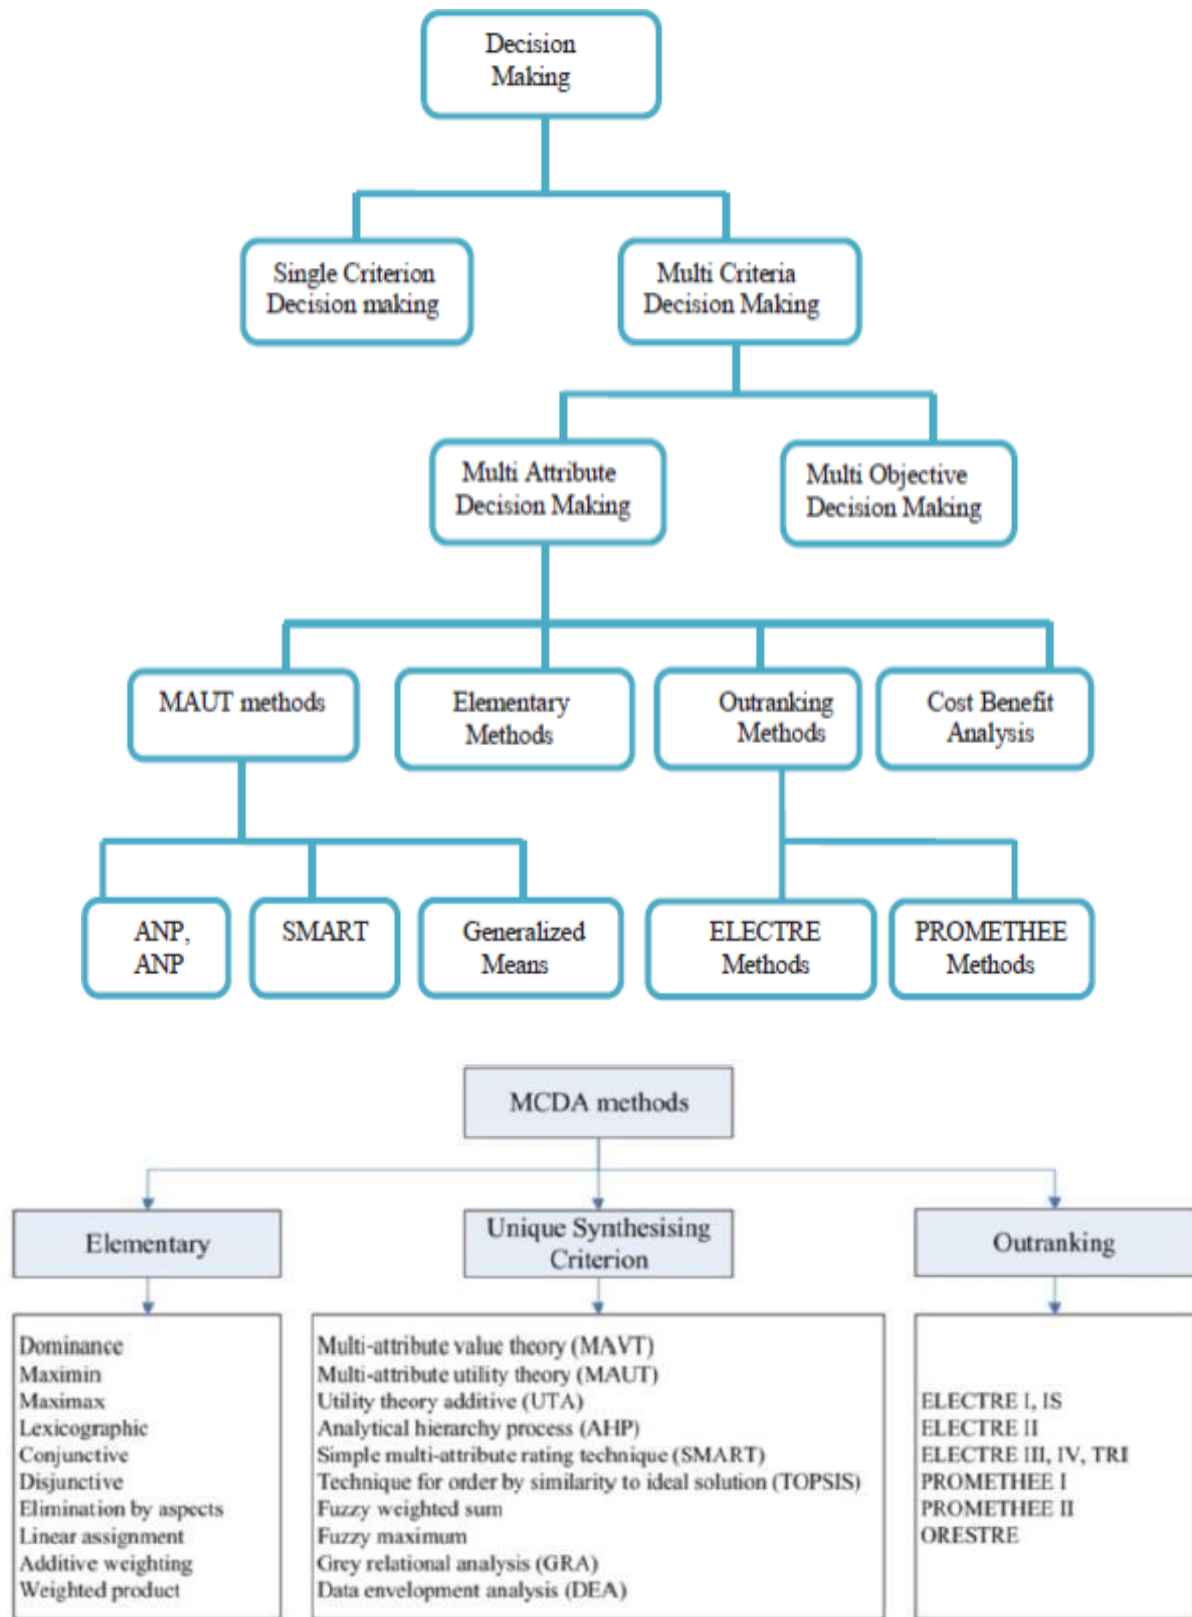 Decision
Making
Single Criterion
Decision making
Multi Criteria
Decision Making
Multi Attribute
Decision Making
Multi Objective
Decision Making
MAUT methods
Elementary
Methods
Outranking
Methods
Cost Benefit
Analysis
ANP,
ANP
SMART
Generalized
Means
ELECTRE
Methods
PROMETHEE
Methods
MCDA methods
Elementary
Unique Synthesising
Criterion
Outranking
Dominance
Maximin
Maximax
Lexicographic
Conjunctive
Disjunctive
Elimination by aspects
Linear assignment
Additive weighting
Weighted product
Multi-attribute value theory (MAVT)
Multi-attribute utility theory (MAUT)
Utility theory additive (UTA)
Analytical hierarchy process (AHP)
Simple multi-attribute rating technique (SMART)
Technique for order by similarity to ideal solution (TOPSIS)
Fuzzy weighted sum
Fuzzy maximum
Grey relational analysis (GRA)
Data envelopment analysis (DEA)
ELECTRE I, IS
ELECTRE II
ELECTRE III, IV, TRI
PROMETHEE I
PROMETHEE II
ORESTRE